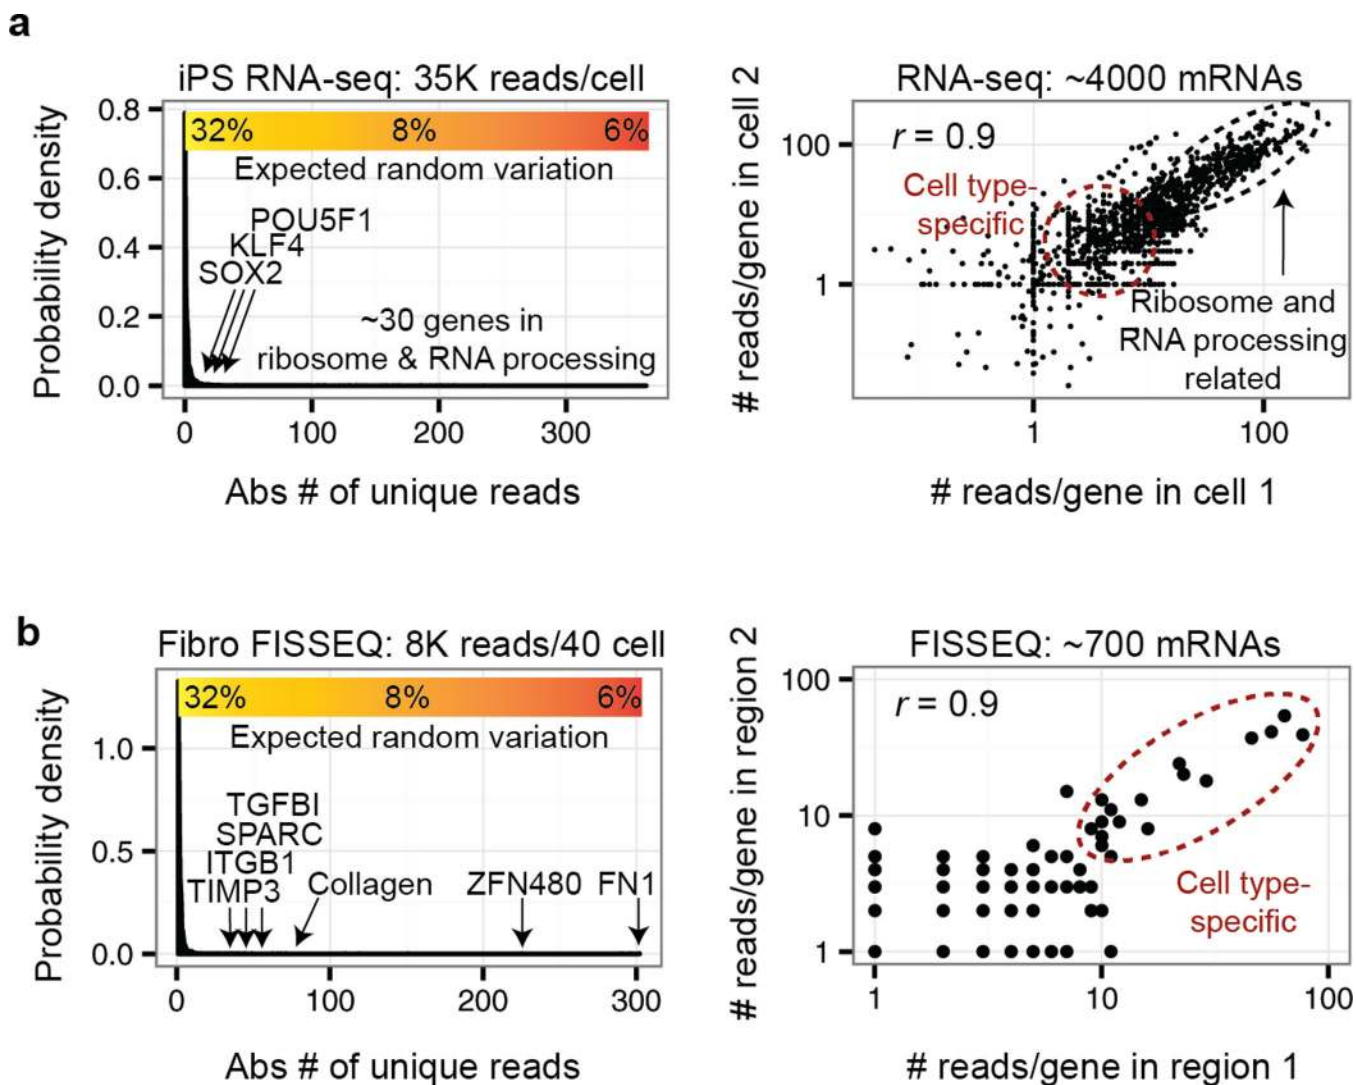 a
iPS RNA-seq: 35K reads/cell
Probability density
0.8
0.6
0.4
0.2
0.0
32% 8% 6%
Expected random variation
POU5F1
KLF4
SOX2
~30 genes in
ribosome & RNA processing
0 100 200 300
Abs # of unique reads
RNA-seq: ~4000 mRNAs
# reads/gene in cell 2
100
1
r = 0.9
Cell type-
specific
Ribosome and
RNA processing
related
1 100
# reads/gene in cell 1
b
Fibro FISSEQ: 8K reads/40 cell
Probability density
1.0
0.5
0.0
32% 8% 6%
Expected random variation
TGFBI
SPARC
ITGB1
TIMP3 Collagen ZFN480 FN1
0 100 200 300
Abs # of unique reads
FISSEQ: ~700 mRNAs
# reads/gene in region 2
100
10
1
r = 0.9
Cell type-
specific
1 10 100
# reads/gene in region 1